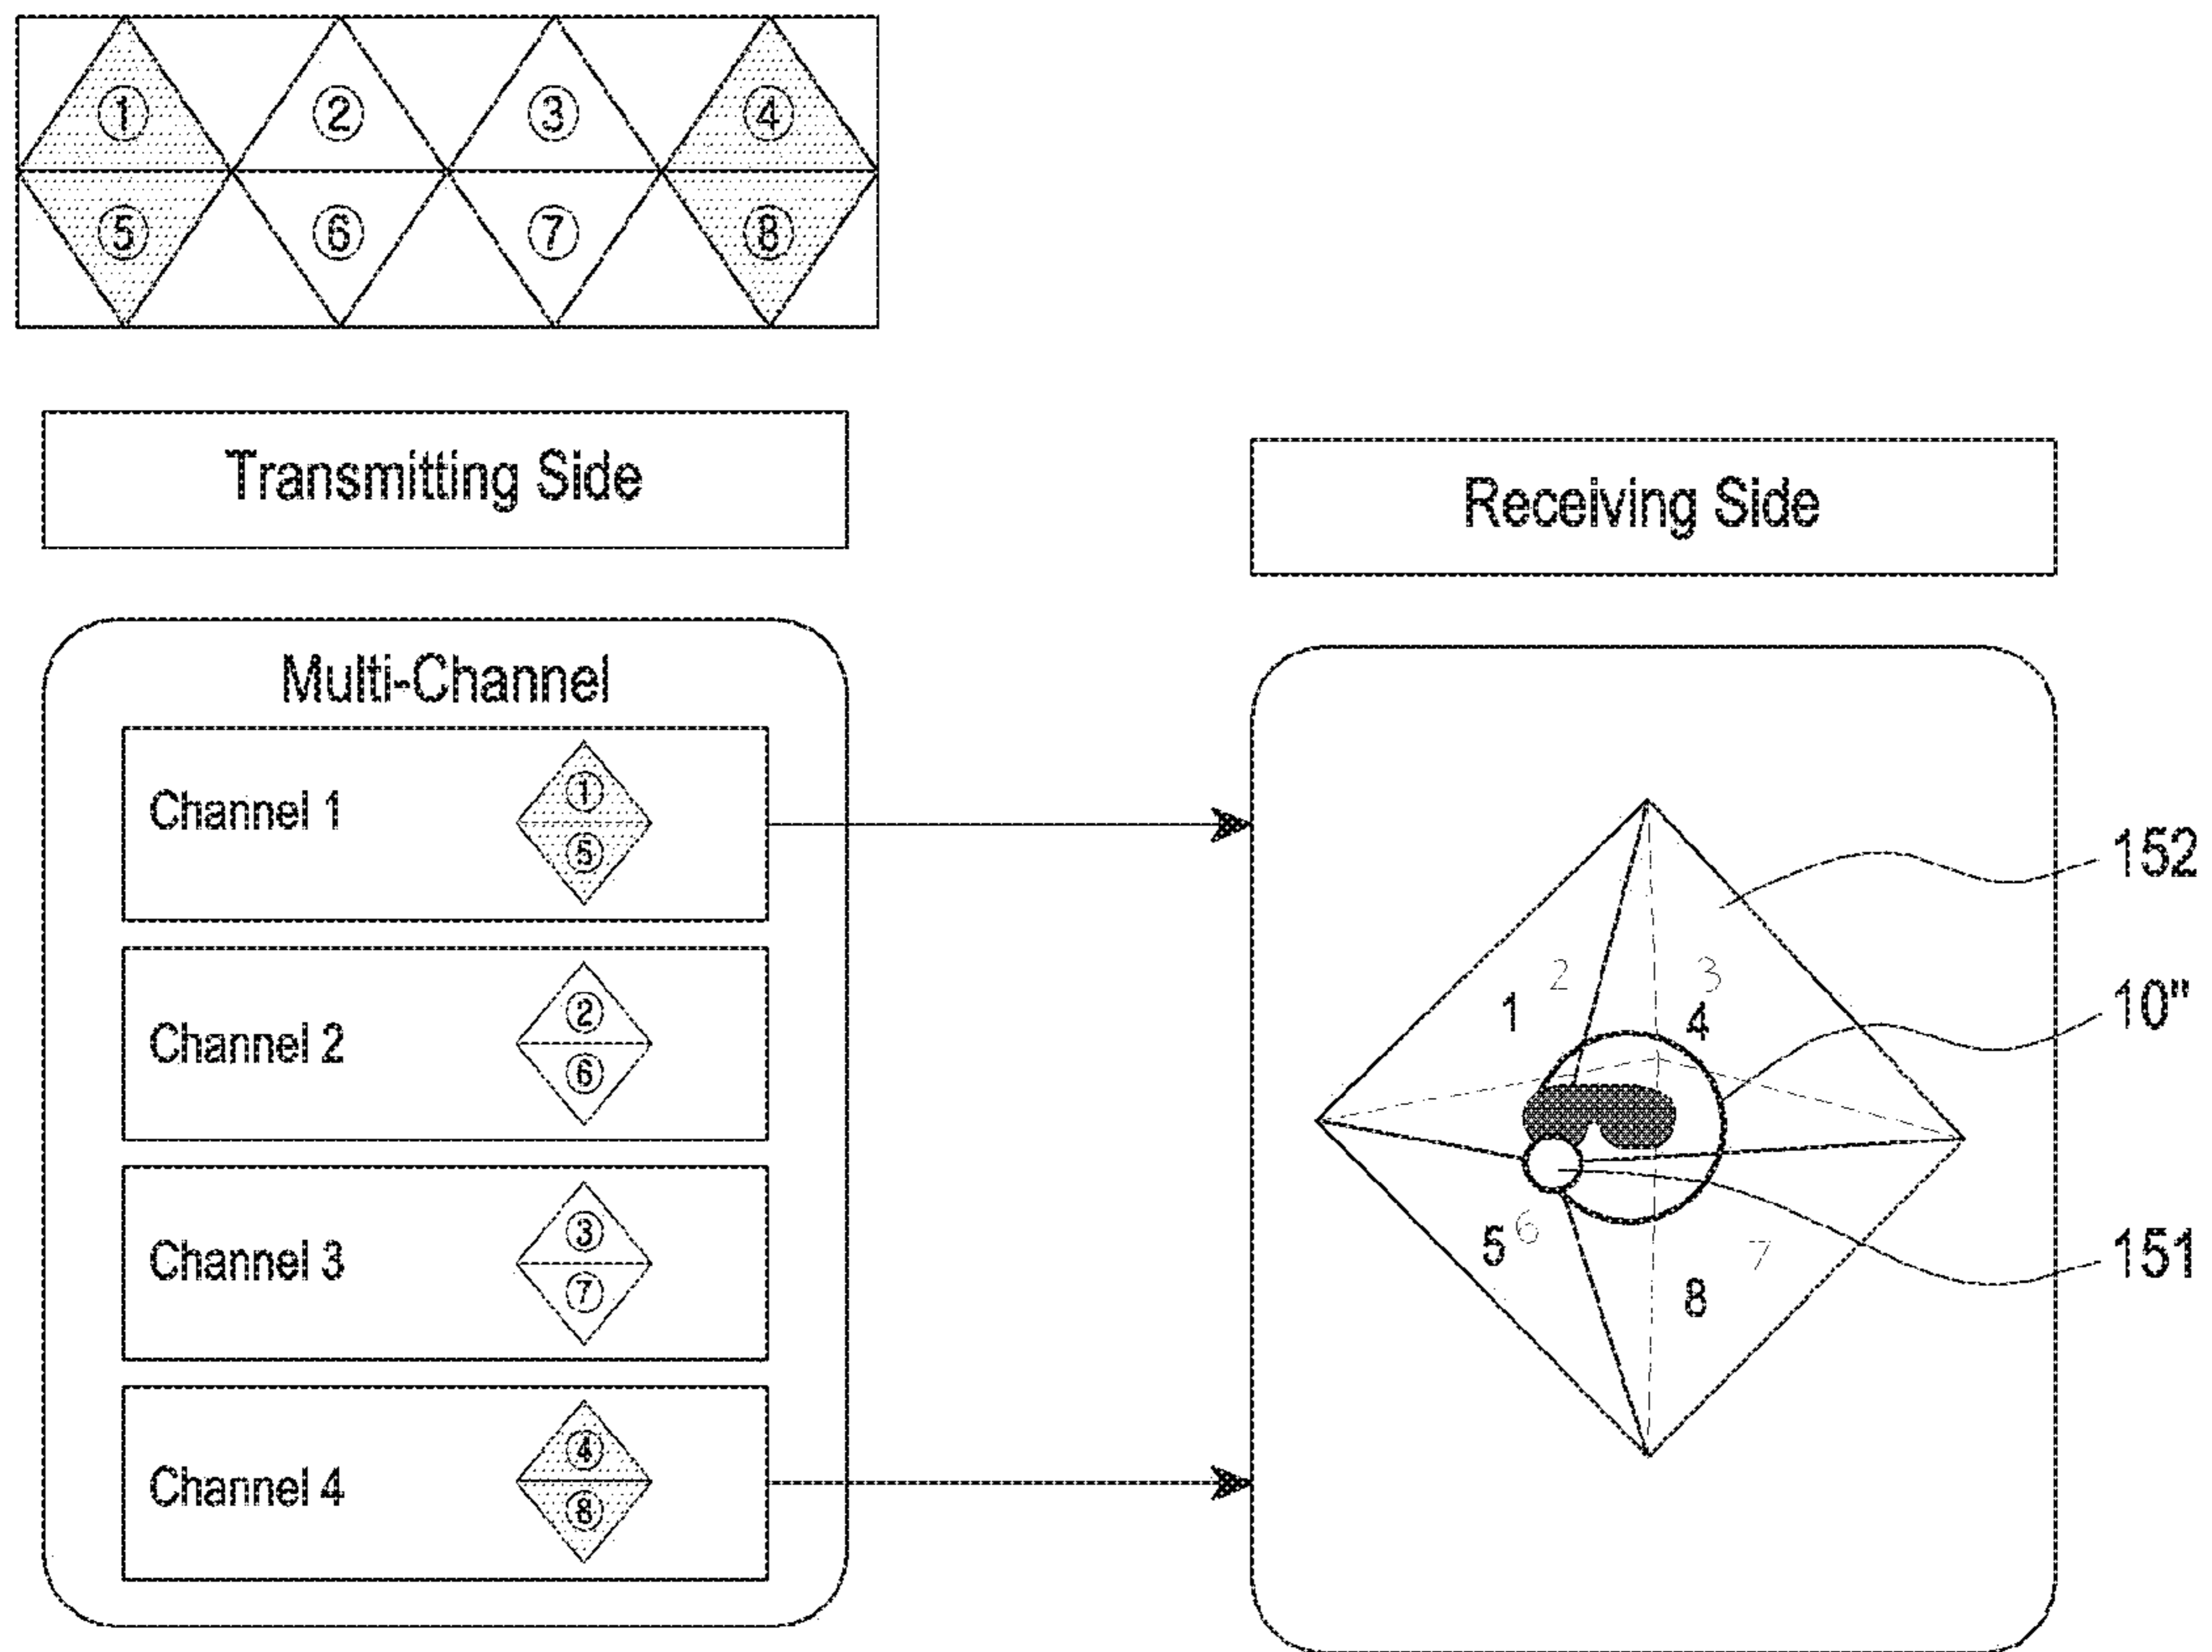 ① ② ③ ④
⑤ ⑥ ⑦ ⑧
Transmitting Side
Receiving Side
Multi-Channel
Channel 1
①
⑤
Channel 2
②
⑥
Channel 3
③
⑦
Channel 4
④
⑧
152
2 3
1 4
10"
5 6 7
8
151